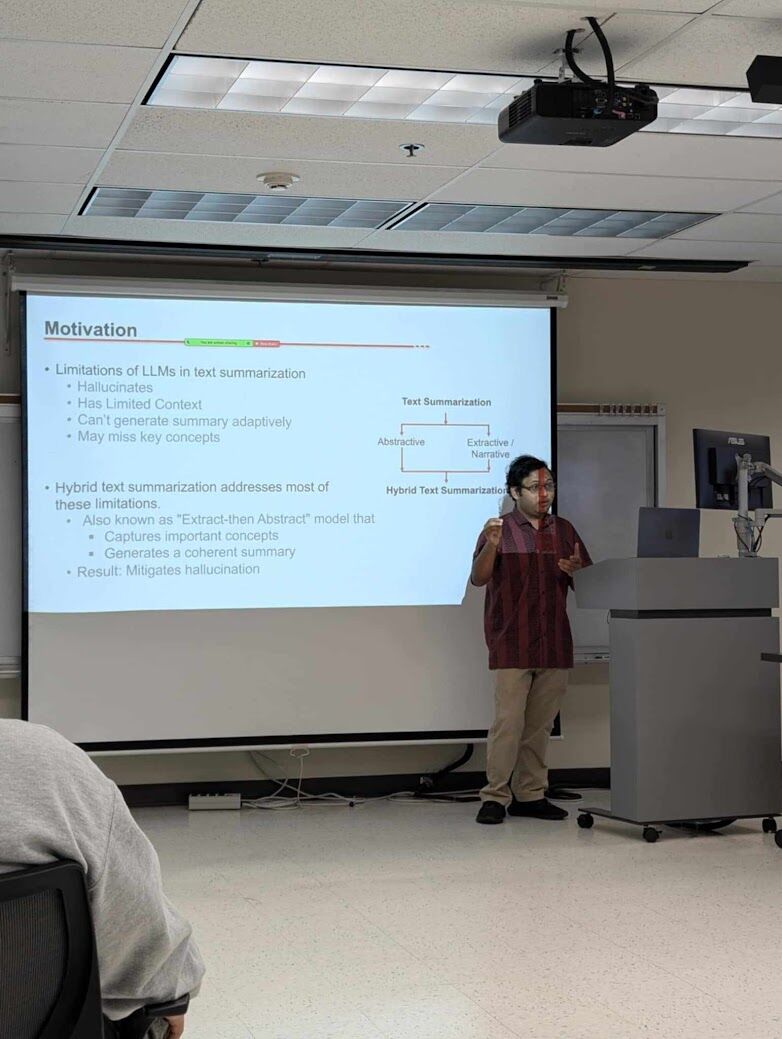 Motivation
• Limitations of LLMs in text summarization
• Hallucinates
• Has Limited Context
• Can't generate summary adaptively
• May miss key concepts
• Hybrid text summarization addresses most of
these limitations.
• Also known as "Extract-then Abstract" model that
• Captures important concepts
• Generates a coherent summary
• Result: Mitigates hallucination
Text Summarization
Abstractive
Extractive /
Narrative
Hybrid Text Summarization
ASUS